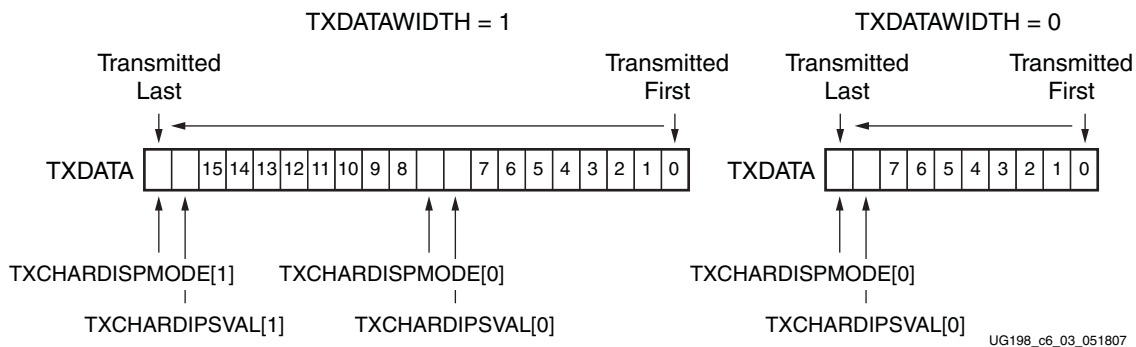 TXDATAWIDTH = 1
TXDATAWIDTH = 0
Transmitted Last
Transmitted First
Transmitted Last
Transmitted First
TXDATA 15 14 13 12 11 10 9 8 7 6 5 4 3 2 1 0
TXDATA 7 6 5 4 3 2 1 0
TXCHARDISPMODE[1]
TXCHARDISPMODE[0]
TXCHARDISPMODE[0]
TXCHARDIPSVAL[1]
TXCHARDIPSVAL[0]
TXCHARDIPSVAL[0]
UG198_c6_03_051807